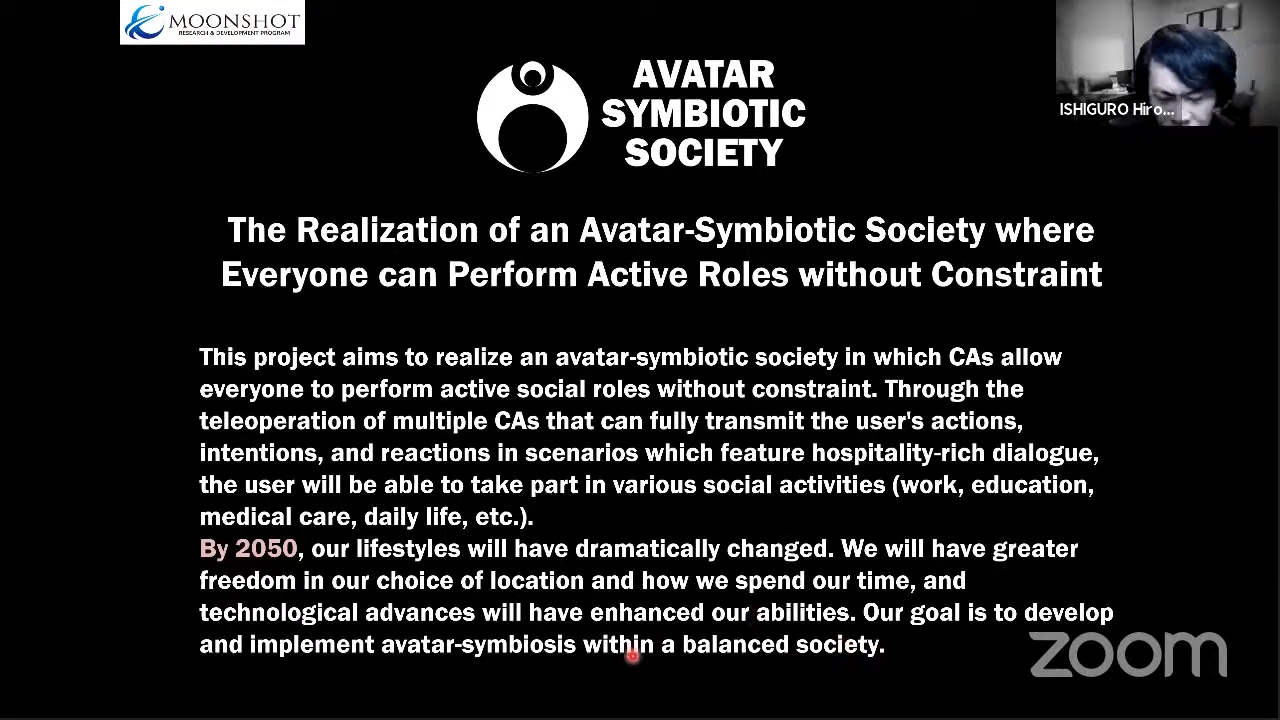 MOONSHOT
RESEARCH & DEVELOPMENT PROGRAM
AVATAR
SYMBIOTIC
SOCIETY
ISHIGURO Hiro...
The Realization of an Avatar-Symbiotic Society where
Everyone can Perform Active Roles without Constraint
This project aims to realize an avatar-symbiotic society in which CAs allow
everyone to perform active social roles without constraint. Through the
teleoperation of multiple CAs that can fully transmit the user's actions,
intentions, and reactions in scenarios which feature hospitality-rich dialogue,
the user will be able to take part in various social activities (work, education,
medical care, daily life, etc.).
By 2050, our lifestyles will have dramatically changed. We will have greater
freedom in our choice of location and how we spend our time, and
technological advances will have enhanced our abilities. Our goal is to develop
and implement avatar-symbiosis within a balanced society.
zoom